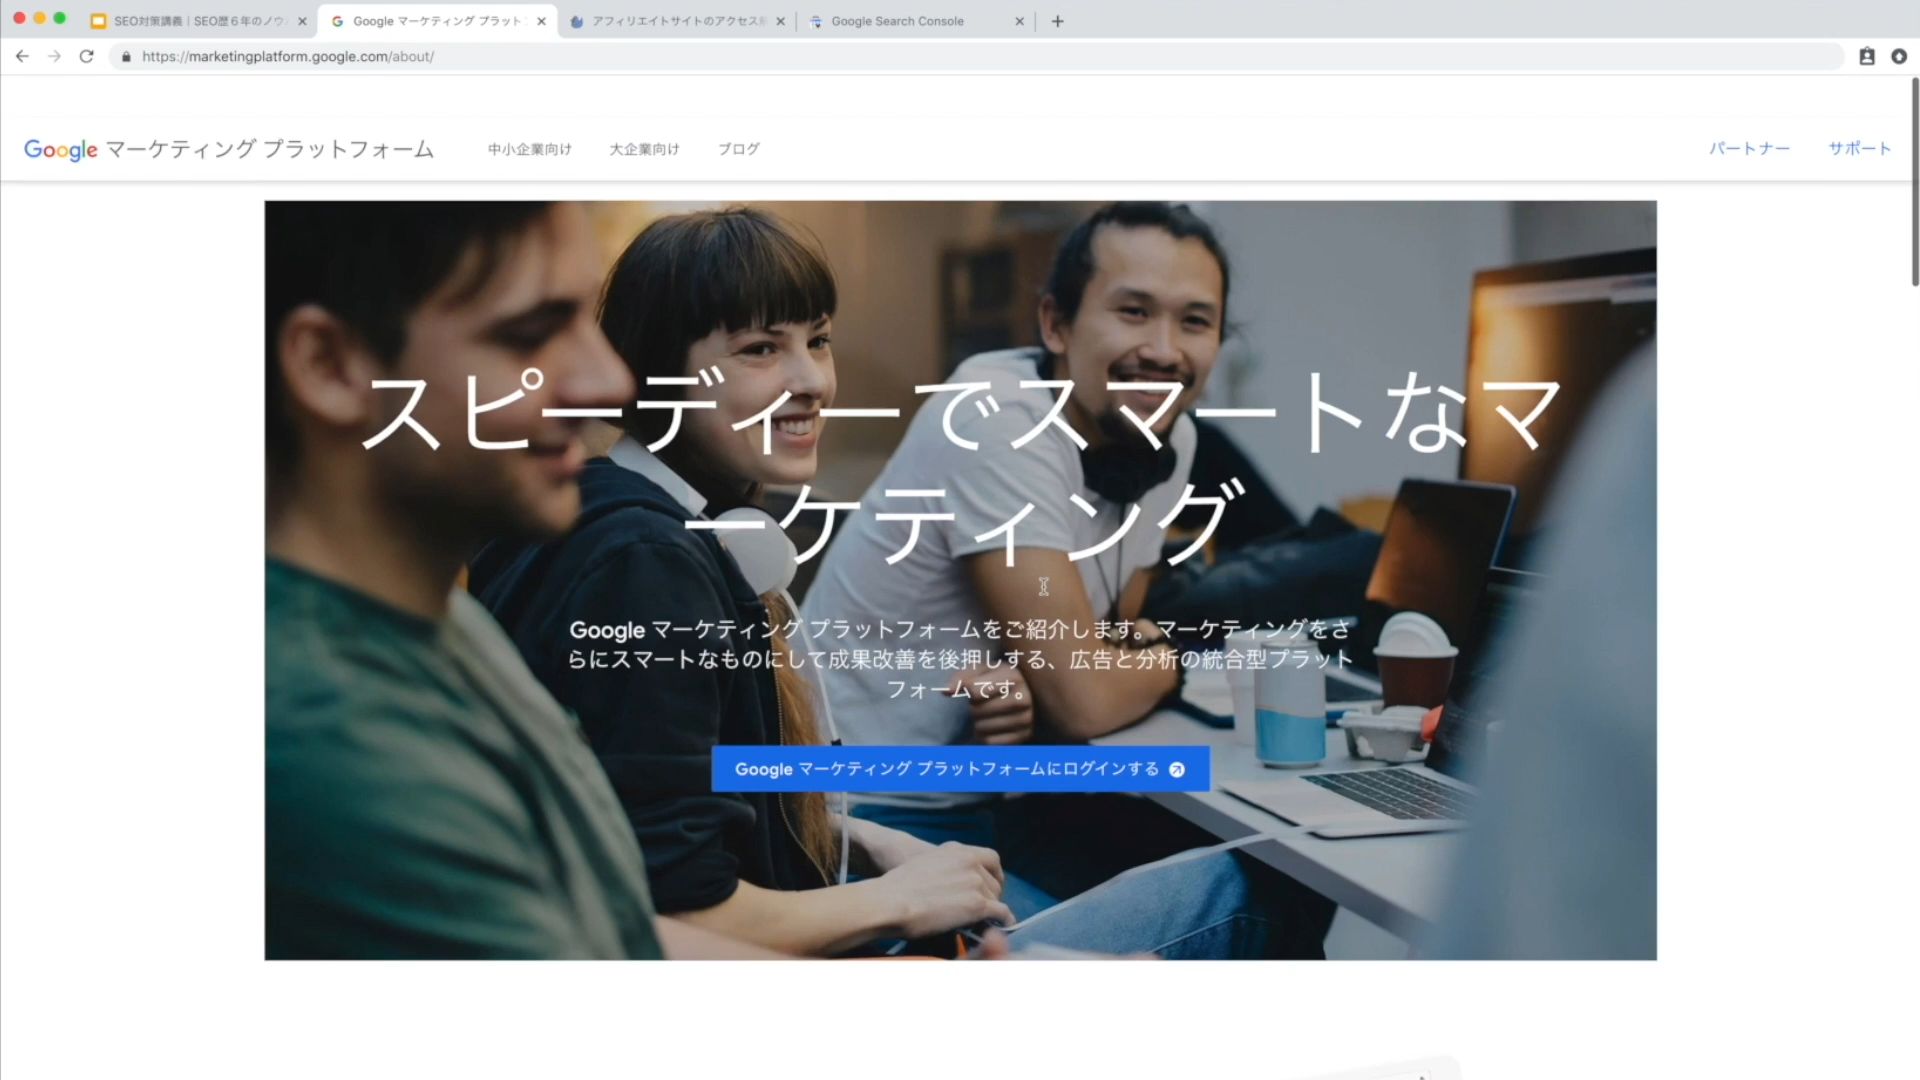 SEO対策講義｜SEO歴６年のノウ
Google マーケティング プラット
アフィリエイトサイトのアクセス
Google Search Console
https://marketingplatform.google.com/about/
Google マーケティング プラットフォーム
中小企業向け
大企業向け
ブログ
パートナー
サポート
スピーディーでスマートなマ
ーケティング
Google マーケティング プラットフォームをご紹介します。マーケティングをさ
らにスマートなものにして成果改善を後押しする、広告と分析の統合型プラット
フォームです。
Google マーケティング プラットフォームにログインする